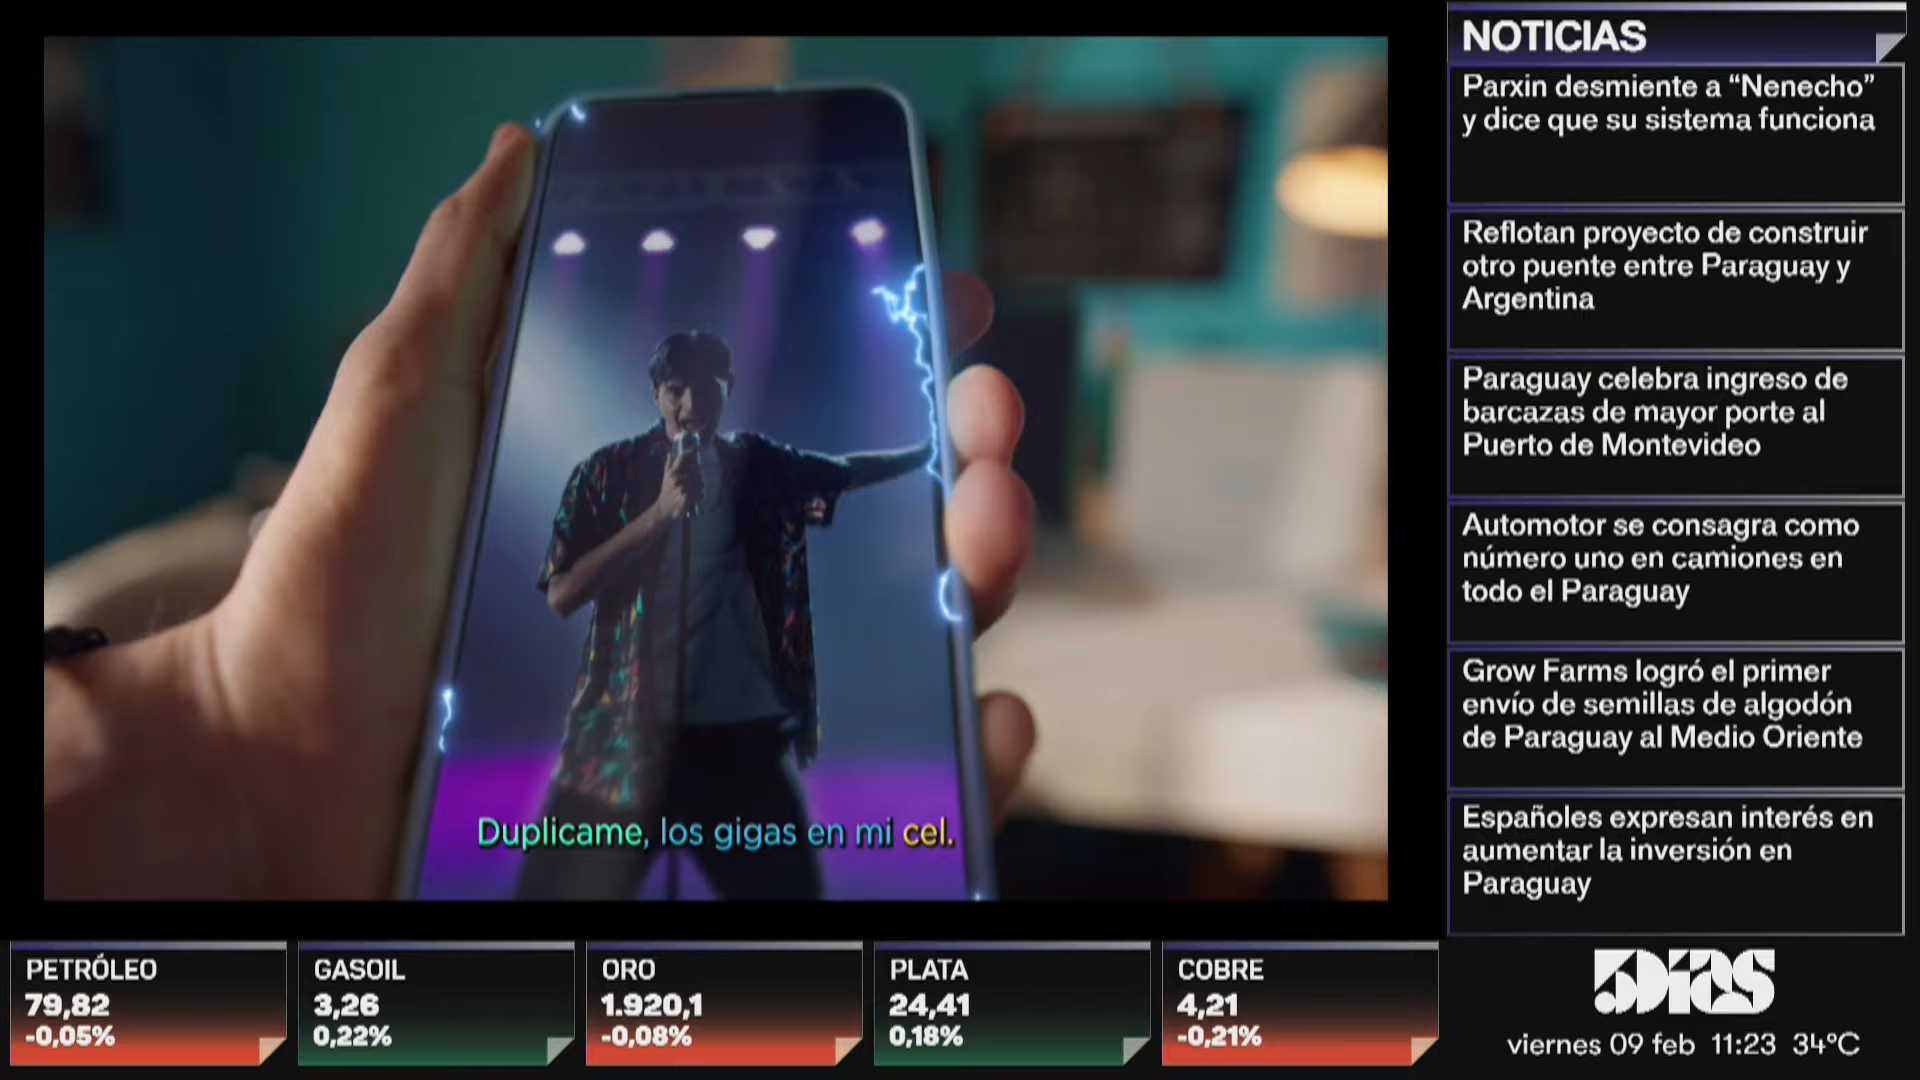 NOTICIAS
Parxin desmiente a “Nenecho”
y dice que su sistema funciona
Reflotan proyecto de construir
otro puente entre Paraguay y
Argentina
Paraguay celebra ingreso de
barcazas de mayor porte al
Puerto de Montevideo
Automotor se consagra como
número uno en camiones en
todo el Paraguay
Grow Farms logró el primer
envío de semillas de algodón
de Paraguay al Medio Oriente
Españoles expresan interés en
aumentar la inversión en
Paraguay
Duplicame, los gigas en mi cel.
PETRÓLEO
79,82
-0,05%
GASOIL
3,26
0,22%
ORO
1.920,1
-0,08%
PLATA
24,41
0,18%
COBRE
4,21
-0,21%
5Días
viernes 09 feb 11:23 34°C